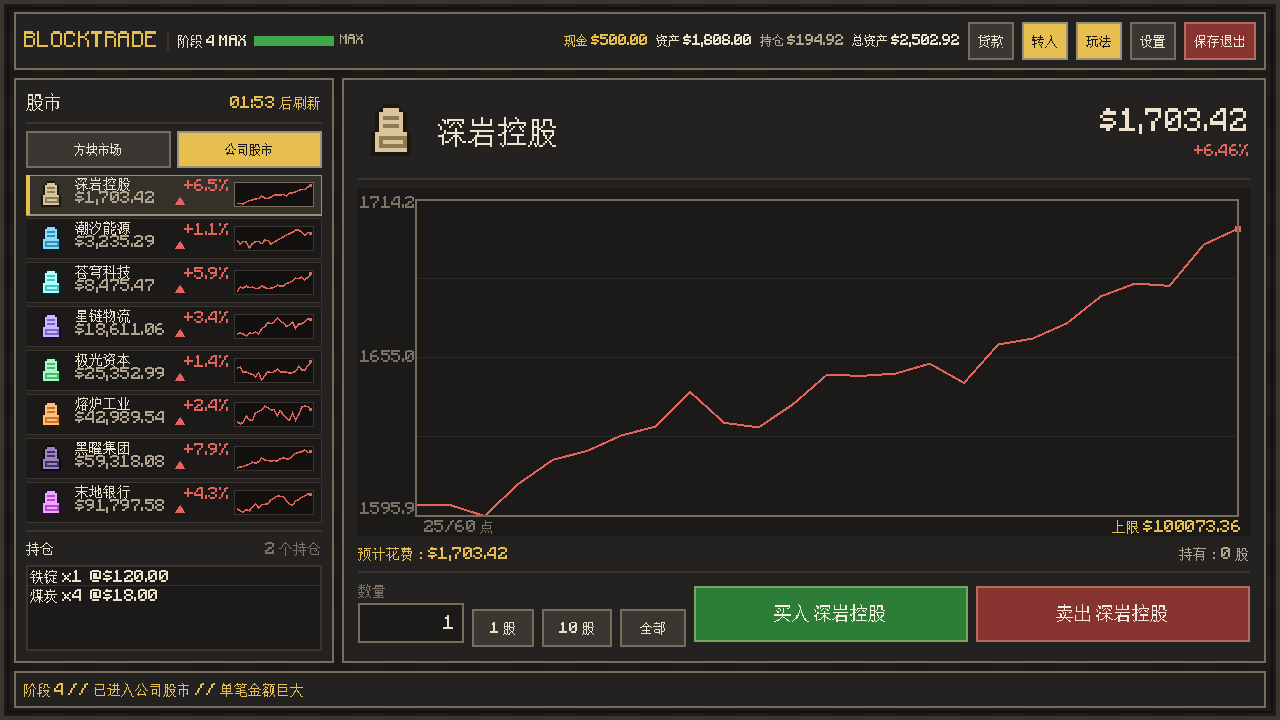 BLOCKTRADE 阶段 4 MAX MAX 现金 $500.00 资产 $1,808.00 持仓 $194.92 总资产 $2,502.92 贷款 转入 玩法 设置 保存退出
股市 01:53 后刷新
方块市场 公司股市
深岩控股 +6.5%
$1,703.42
潮汐能源 +1.1%
$3,235.29
苍穹科技 +5.9%
$8,475.47
星链物流 +3.4%
$18,611.06
极光资本 +1.4%
$25,352.99
熔炉工业 +2.4%
$42,989.54
黑曜集团 +7.9%
$59,318.08
末地银行 +4.3%
$91,797.58
持仓 2 个持仓
铁锭 x1 @$120.00
煤炭 x4 @$18.00
深岩控股 $1,703.42
+6.46%
1714.2
1655.0
1595.9
25/60 点 上限 $100073.36
预计花费：$1,703.42 持有：0 股
数量
1 1 股 10 股 全部 买入 深岩控股 卖出 深岩控股
阶段 4 // 已进入公司股市 // 单笔金额巨大